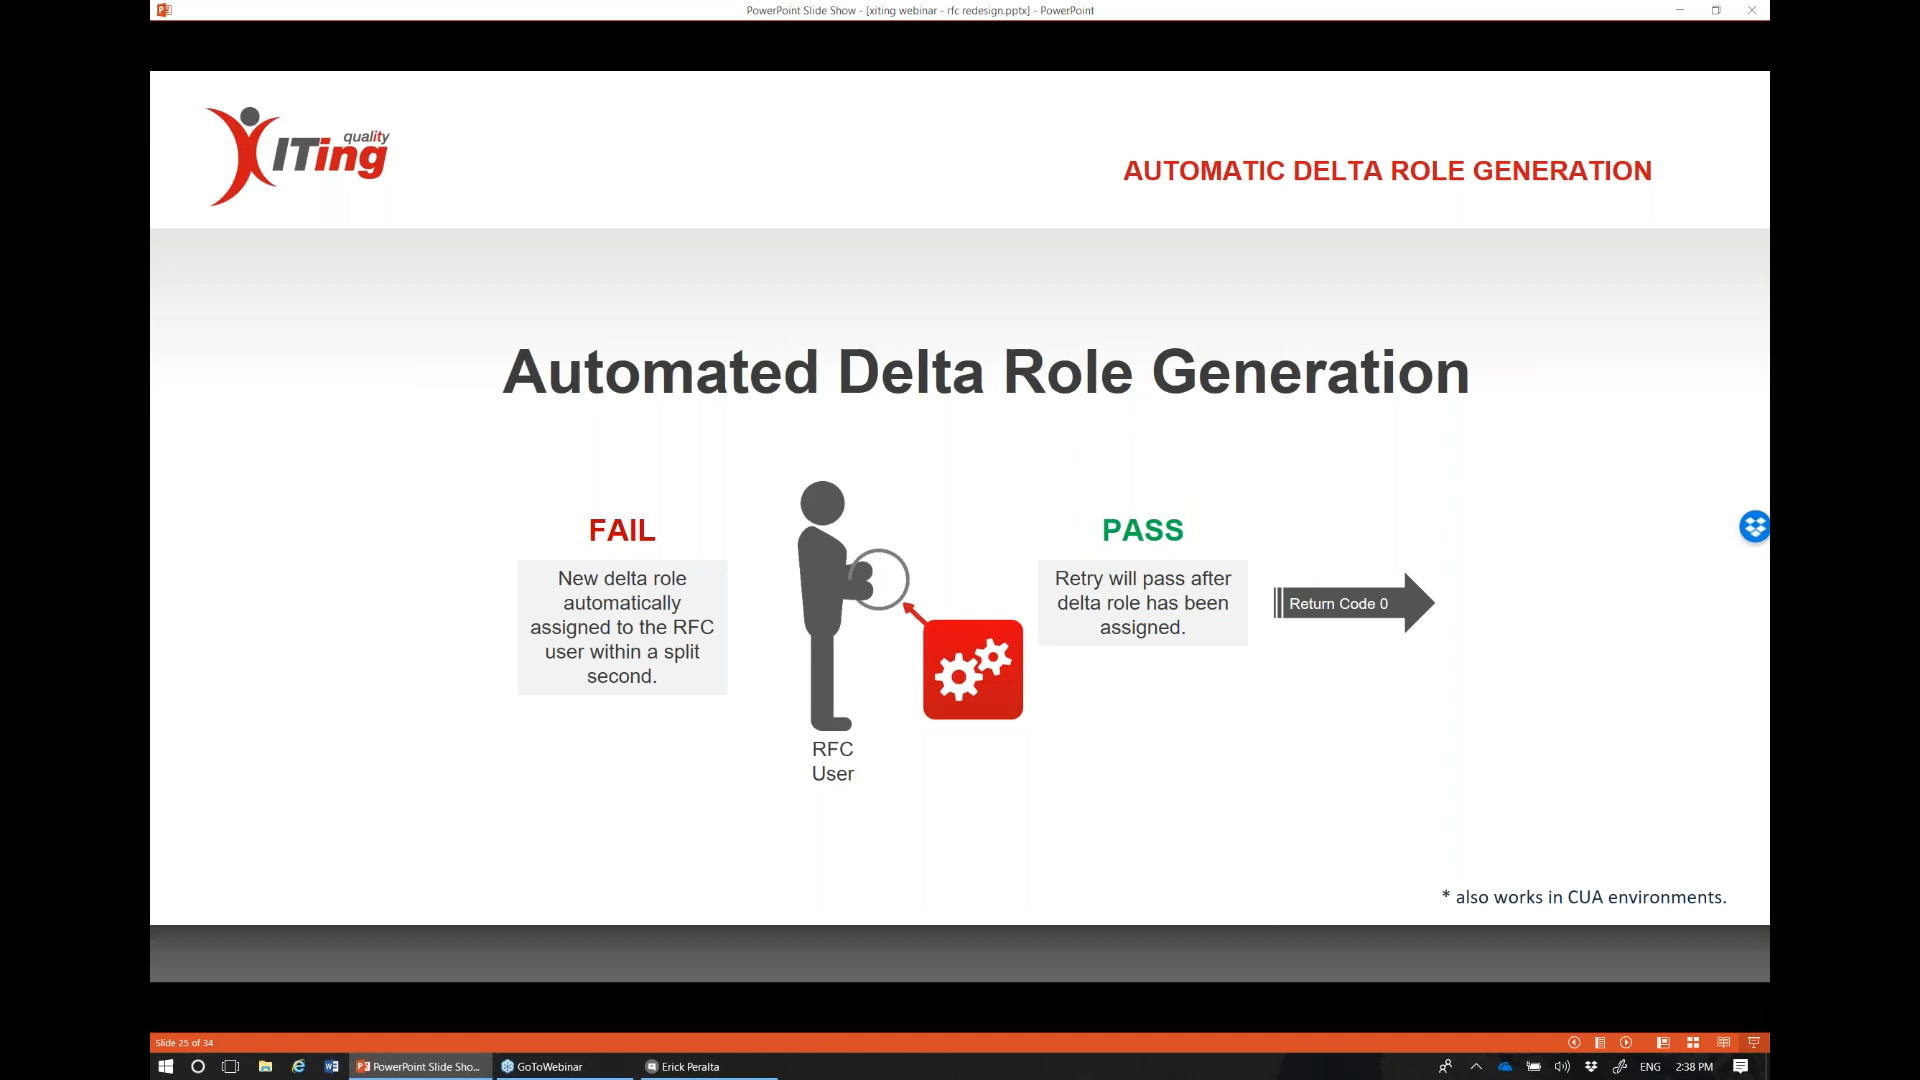 PowerPoint Slide Show - [xiting webinar - rfc redesign.pptx] - PowerPoint
quality
XITing
AUTOMATIC DELTA ROLE GENERATION
Automated Delta Role Generation
FAIL
New delta role
automatically
assigned to the RFC
user within a split
second.
RFC
User
PASS
Retry will pass after
delta role has been
assigned.
Return Code 0
* also works in CUA environments.
Slide 25 of 34
PowerPoint Slide Sho...
GoToWebinar
Erick Peralta
ENG
2:38 PM